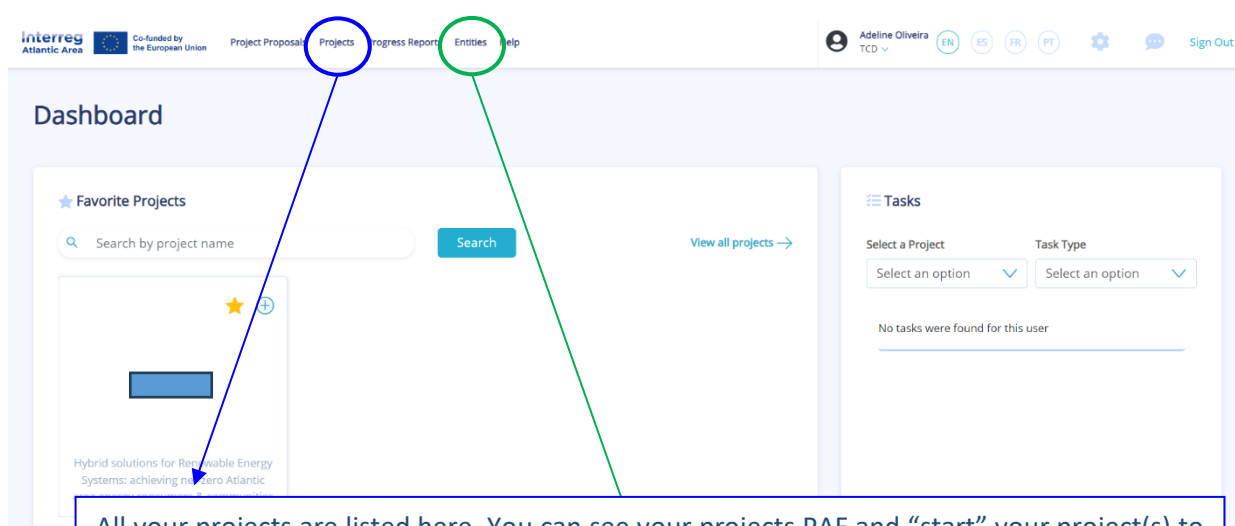 Interreg
Atlantic Area
Co-funded by
the European Union
Project Proposals Projects Progress Report Entities Help
Adeline Oliveira
TCD
EN ES FR PT
Sign Out
Dashboard
Favorite Projects
Search by project name
Search
View all projects
Hybrid solutions for Renewable Energy
Systems: achieving net zero Atlantic
area energy consumers & communities
Tasks
Select a Project Task Type
Select an option Select an option
No tasks were found for this user
All your projects are listed here. You can see your projects PAF and “start” your project(s) to